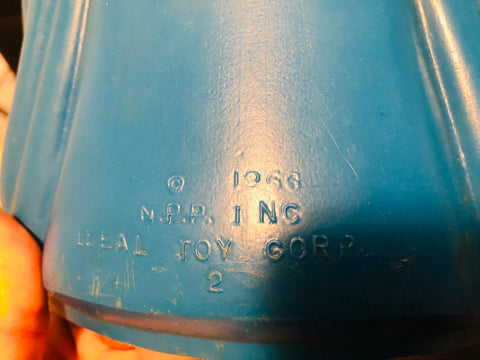 © 1966
N.P.P. INC
IDEAL TOY CORP
2